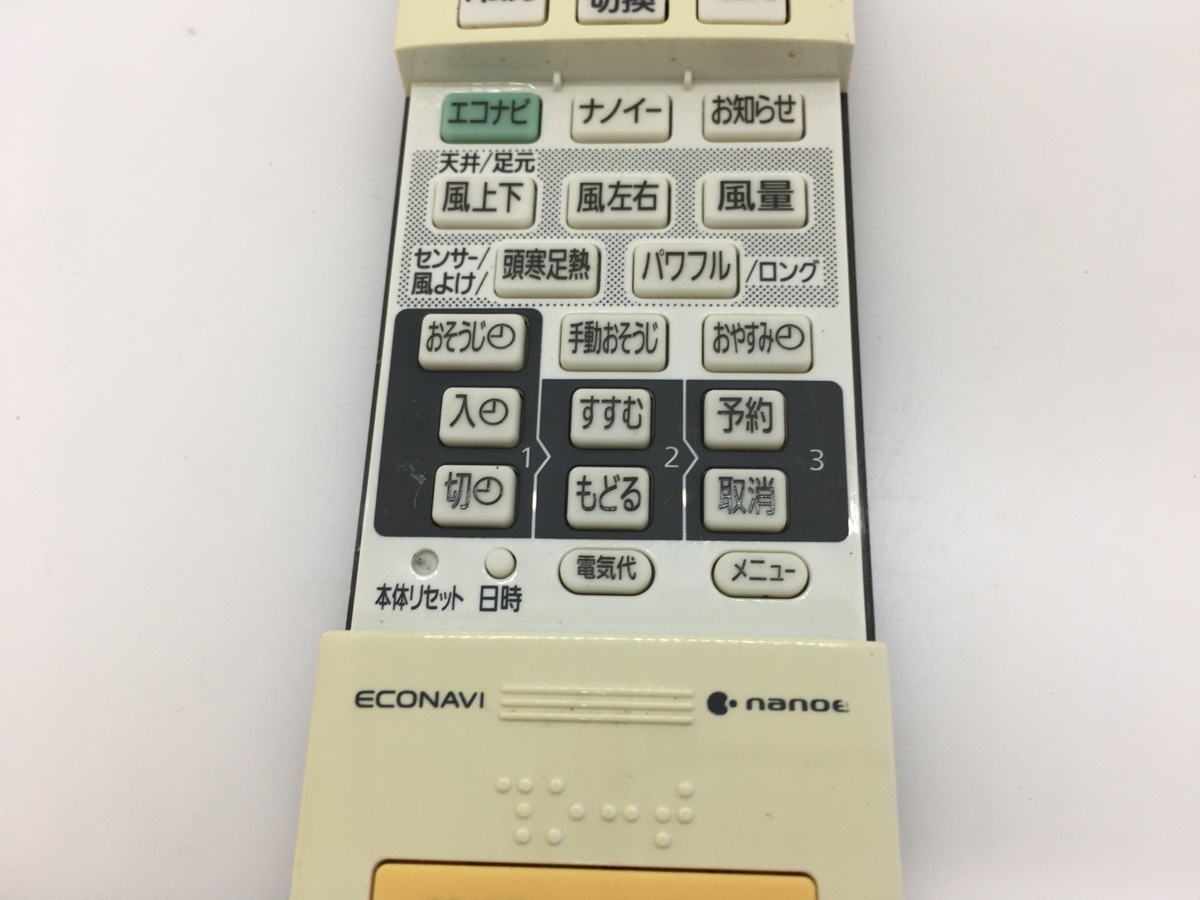 切換
エコナビ ナノイー お知らせ
天井/足元
風上下 風左右 風量
センサー/
風よけ/ 頭寒足熱 パワフル /ロング
おそうじ 手動おそうじ おやすみ
入 すすむ 予約
1 2 3
切 もどる 取消
電気代 メニュー
本体リセット 日時
ECONAVI nanoe